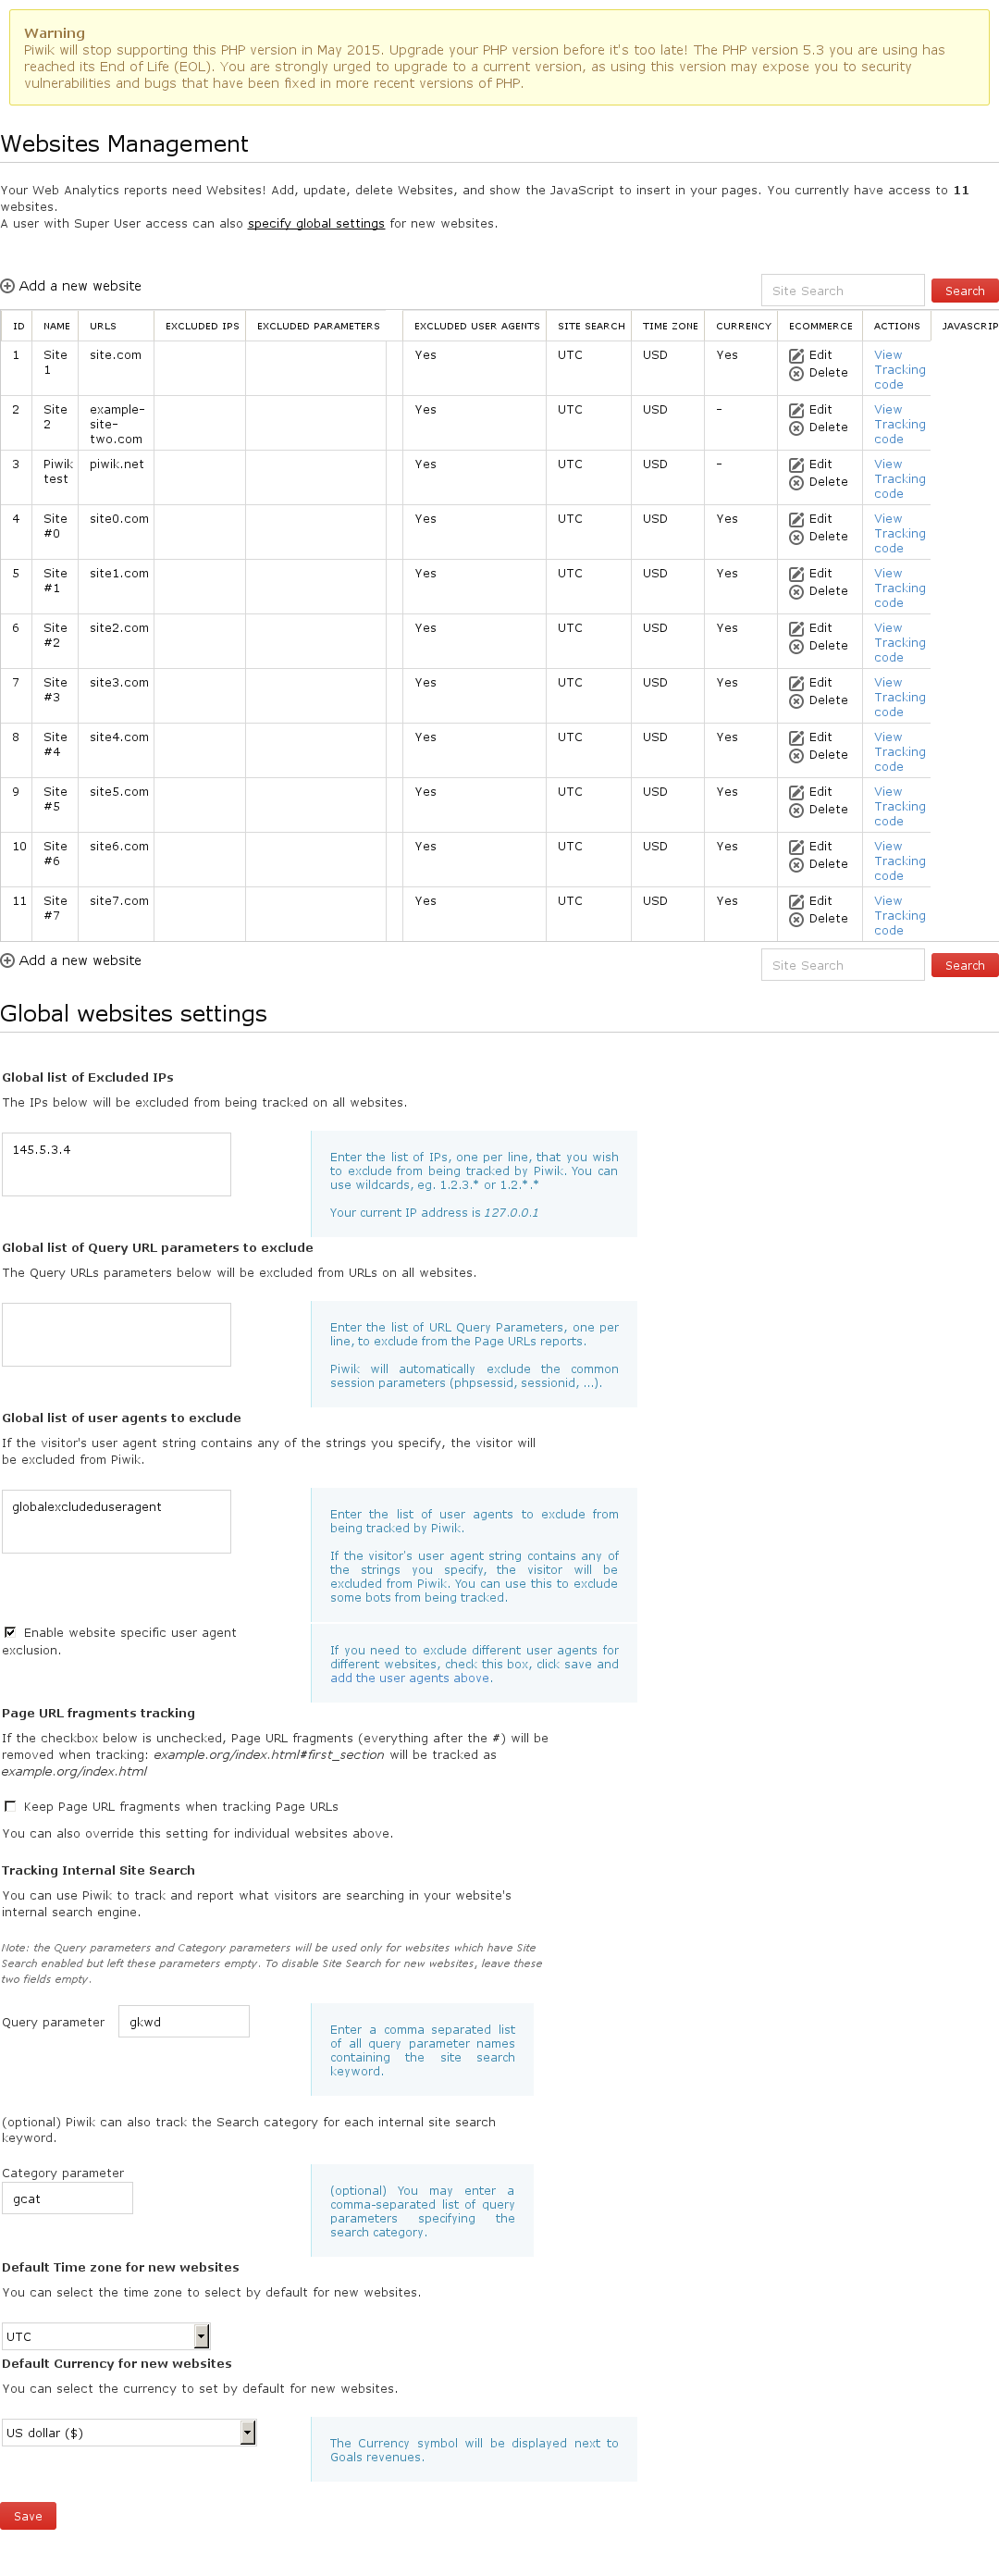 Warning
Piwik will stop supporting this PHP version in May 2015. Upgrade your PHP version before it's too late! The PHP version 5.3 you are using has
reached its End of Life (EOL). You are strongly urged to upgrade to a current version, as using this version may expose you to security
vulnerabilities and bugs that have been fixed in more recent versions of PHP.
Websites Management
Your Web Analytics reports need Websites! Add, update, delete Websites, and show the JavaScript to insert in your pages. You currently have access to 11
websites.
A user with Super User access can also specify global settings for new websites.
Add a new website Site Search Search
ID NAME URLS EXCLUDED IPS EXCLUDED PARAMETERS EXCLUDED USER AGENTS SITE SEARCH TIME ZONE CURRENCY ECOMMERCE ACTIONS JAVASCRIP
1 Site site.com Yes UTC USD Yes Edit View
1 Delete Tracking
code
2 Site example- Yes UTC USD - Edit View
2 site- Delete Tracking
two.com code
3 Piwik piwik.net Yes UTC USD - Edit View
test Delete Tracking
code
4 Site site0.com Yes UTC USD Yes Edit View
#0 Delete Tracking
code
5 Site site1.com Yes UTC USD Yes Edit View
#1 Delete Tracking
code
6 Site site2.com Yes UTC USD Yes Edit View
#2 Delete Tracking
code
7 Site site3.com Yes UTC USD Yes Edit View
#3 Delete Tracking
code
8 Site site4.com Yes UTC USD Yes Edit View
#4 Delete Tracking
code
9 Site site5.com Yes UTC USD Yes Edit View
#5 Delete Tracking
code
10 Site site6.com Yes UTC USD Yes Edit View
#6 Delete Tracking
code
11 Site site7.com Yes UTC USD Yes Edit View
#7 Delete Tracking
code
Add a new website Site Search Search
Global websites settings
Global list of Excluded IPs
The IPs below will be excluded from being tracked on all websites.
145.5.3.4
Enter the list of IPs, one per line, that you wish
to exclude from being tracked by Piwik. You can
use wildcards, eg. 1.2.3.* or 1.2.*.*
Your current IP address is 127.0.0.1
Global list of Query URL parameters to exclude
The Query URLs parameters below will be excluded from URLs on all websites.
Enter the list of URL Query Parameters, one per
line, to exclude from the Page URLs reports.
Piwik will automatically exclude the common
session parameters (phpsessid, sessionid, ...).
Global list of user agents to exclude
If the visitor's user agent string contains any of the strings you specify, the visitor will
be excluded from Piwik.
globalexcludeduseragent
Enter the list of user agents to exclude from
being tracked by Piwik.
If the visitor's user agent string contains any of
the strings you specify, the visitor will be
excluded from Piwik. You can use this to exclude
some bots from being tracked.
Enable website specific user agent
exclusion.
If you need to exclude different user agents for
different websites, check this box, click save and
add the user agents above.
Page URL fragments tracking
If the checkbox below is unchecked, Page URL fragments (everything after the #) will be
removed when tracking: example.org/index.html#first_section will be tracked as
example.org/index.html
Keep Page URL fragments when tracking Page URLs
You can also override this setting for individual websites above.
Tracking Internal Site Search
You can use Piwik to track and report what visitors are searching in your website's
internal search engine.
Note: the Query parameters and Category parameters will be used only for websites which have Site
Search enabled but left these parameters empty. To disable Site Search for new websites, leave these
two fields empty.
Query parameter gkwd
Enter a comma separated list
of all query parameter names
containing the site search
keyword.
(optional) Piwik can also track the Search category for each internal site search
keyword.
Category parameter
gcat
(optional) You may enter a
comma-separated list of query
parameters specifying the
search category.
Default Time zone for new websites
You can select the time zone to select by default for new websites.
UTC
Default Currency for new websites
You can select the currency to set by default for new websites.
US dollar ($)
The Currency symbol will be displayed next to
Goals revenues.
Save